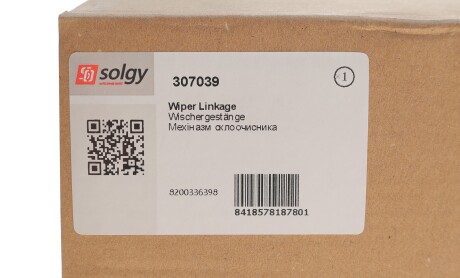 solgy
307039
1
Wiper Linkage
Wischergestänge
Механізм склоочисника
8200336398
8418578187801